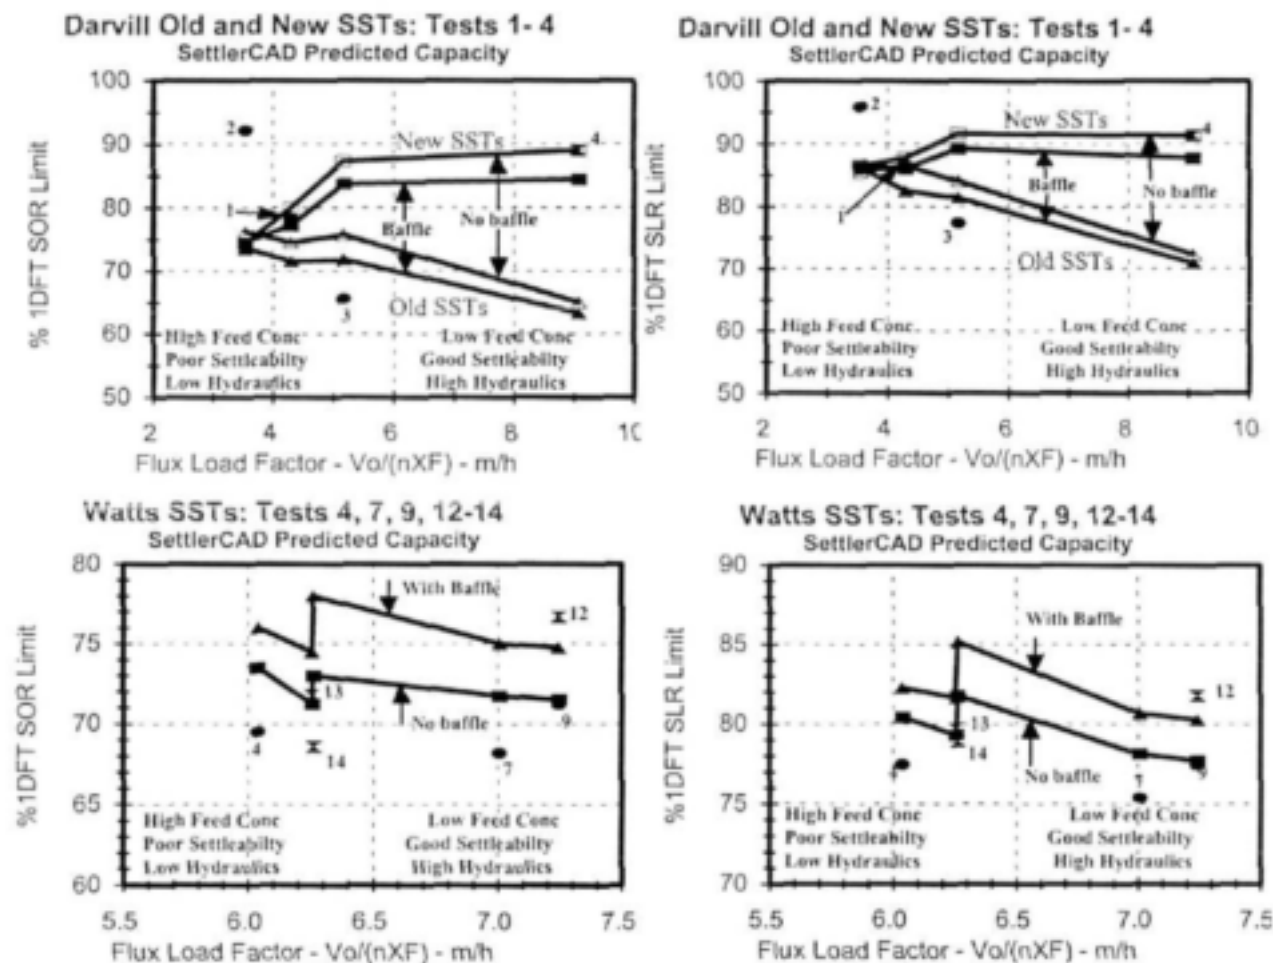 Darvill Old and New SSTs: Tests 1- 4
SettlerCAD Predicted Capacity
% 1DFT SOR Limit
100
90
80
70
60
50
2
4
6
8
10
2
1
3
4
New SSTs
Baffle
No baffle
Old SSTs
High Feed Conc
Poor Settleabilty
Low Hydraulics
Low Feed Conc
Good Settleabilty
High Hydraulics
Flux Load Factor - Vo/(nXF) - m/h
Darvill Old and New SSTs: Tests 1- 4
SettlerCAD Predicted Capacity
%1DFT SLR Limit
100
90
80
70
60
50
2
4
6
8
10
2
1
3
4
New SSTs
Baffle
No baffle
Old SSTs
High Feed Conc
Poor Settleabilty
Low Hydraulics
Low Feed Conc
Good Settleability
High Hydraulics
Flux Load Factor - Vo/(nXF) - m/h
Watts SSTs: Tests 4, 7, 9, 12-14
SettlerCAD Predicted Capacity
%1DFT SOR Limit
80
75
70
65
60
5.5
6.0
6.5
7.0
7.5
With Baffle
12
13
No baffle
9
4
14
7
High Feed Conc
Poor Settleabilty
Low Hydraulics
Low Feed Conc
Good Settleabilty
High Hydraulics
Flux Load Factor - Vo/(nXF) - m/h
Watts SSTs: Tests 4, 7, 9, 12-14
SettlerCAD Predicted Capacity
%1DFT SLR Limit
90
85
80
75
70
5.5
6.0
6.5
7.0
7.5
With Baffle
12
13
14
No baffle
High Feed Conc
Poor Settleabilty
Low Hydraulics
Low Feed Conc
Good Settleability
High Hydraulics
Flux Load Factor - Vo/(nXF) - m/h